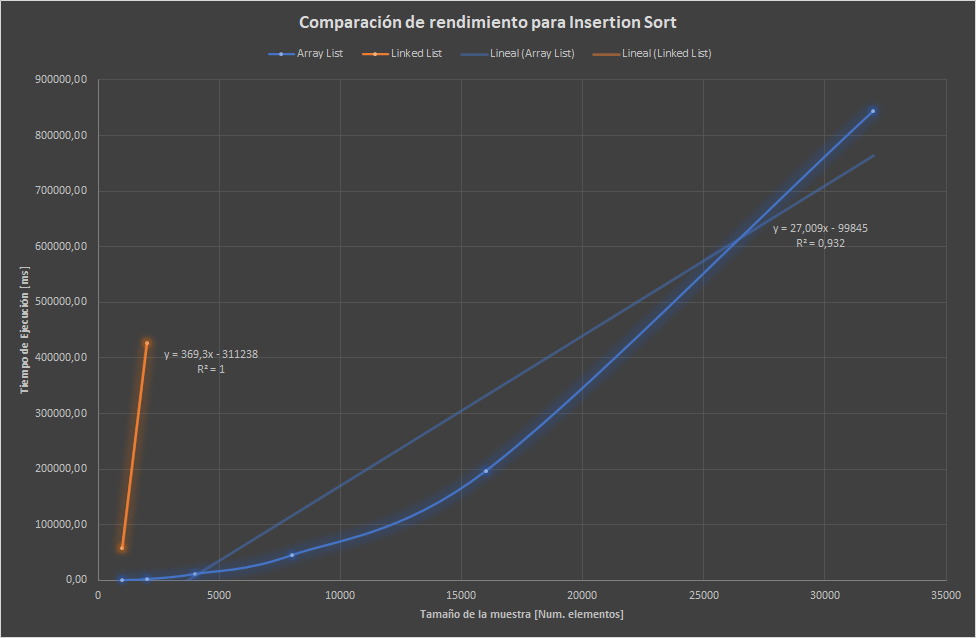 Comparación de rendimiento para Insertion Sort
Array List Linked List Lineal (Array List) Lineal (Linked List)
900000,00
800000,00
700000,00
600000,00
500000,00
400000,00
300000,00
200000,00
100000,00
0,00
Tiempo de Ejecución [ms]
y = 27,009x - 99845
R² = 0,932
y = 369,3x - 311238
R² = 1
0 5000 10000 15000 20000 25000 30000 35000
Tamaño de la muestra [Num. elementos]